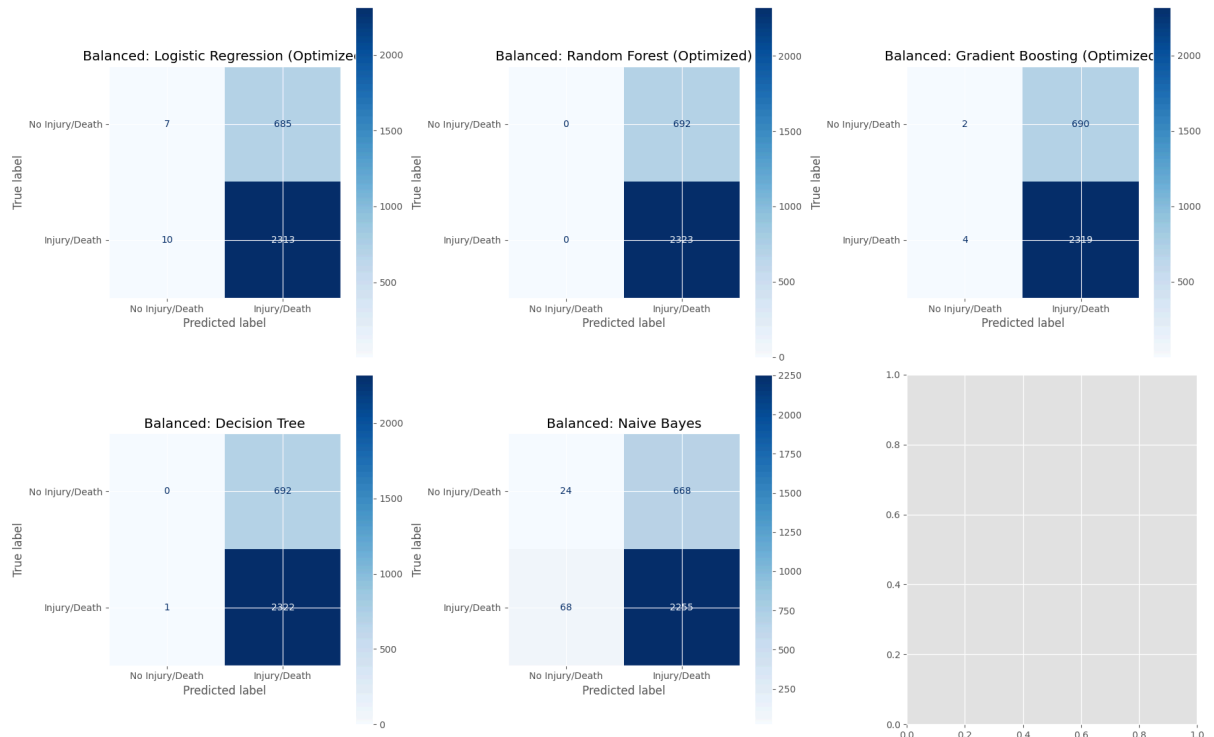 Balanced: Logistic Regression (Optimize
No Injury/Death
7
685
Injury/Death
10
2313
No Injury/Death
Injury/Death
Predicted label
True label
2000
1500
1000
500
Balanced: Random Forest (Optimized)
No Injury/Death
0
692
Injury/Death
0
2323
No Injury/Death
Injury/Death
Predicted label
True label
2000
1500
1000
500
0
Balanced: Gradient Boosting (Optimized
No Injury/Death
2
690
Injury/Death
4
2319
No Injury/Death
Injury/Death
Predicted label
True label
2000
1500
1000
500
Balanced: Decision Tree
No Injury/Death
0
692
Injury/Death
1
2322
No Injury/Death
Injury/Death
Predicted label
True label
2000
1500
1000
500
0
Balanced: Naive Bayes
No Injury/Death
24
668
Injury/Death
68
2255
No Injury/Death
Injury/Death
Predicted label
True label
2250
2000
1750
1500
1250
1000
750
500
250
1.0
0.8
0.6
0.4
0.2
0.0
0.0
0.2
0.4
0.6
0.8
1.0